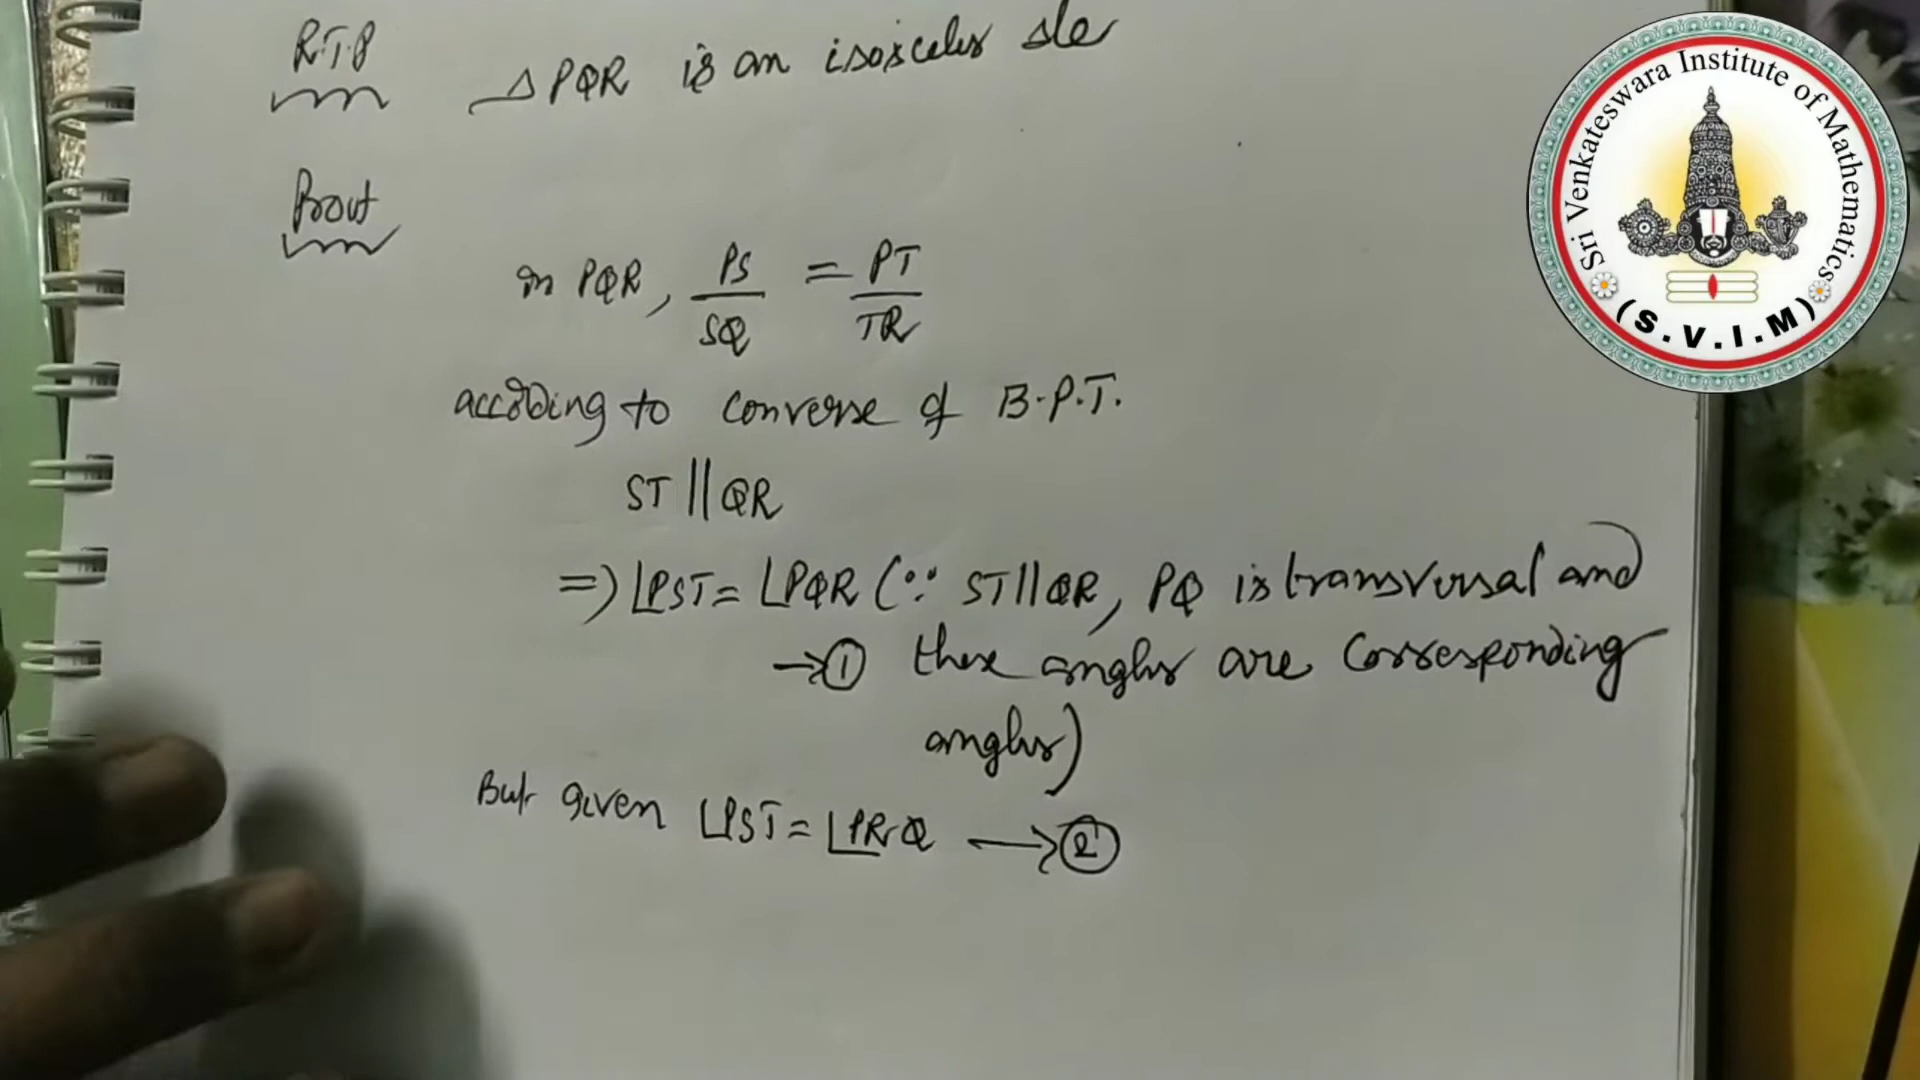 R.T.P
△PQR is an isosceles sle
Proof
in PQR, PS/SQ = PT/TR
according to converse of B.P.T.
ST || QR
=> ∠PST = ∠PQR (∵ ST || QR, PQ is transversal and
→ ① these angles are corresponding
angles)
But given ∠PST = ∠PRQ → ②
Sri Venkateswara Institute of Mathematics
(S.V.I.M)